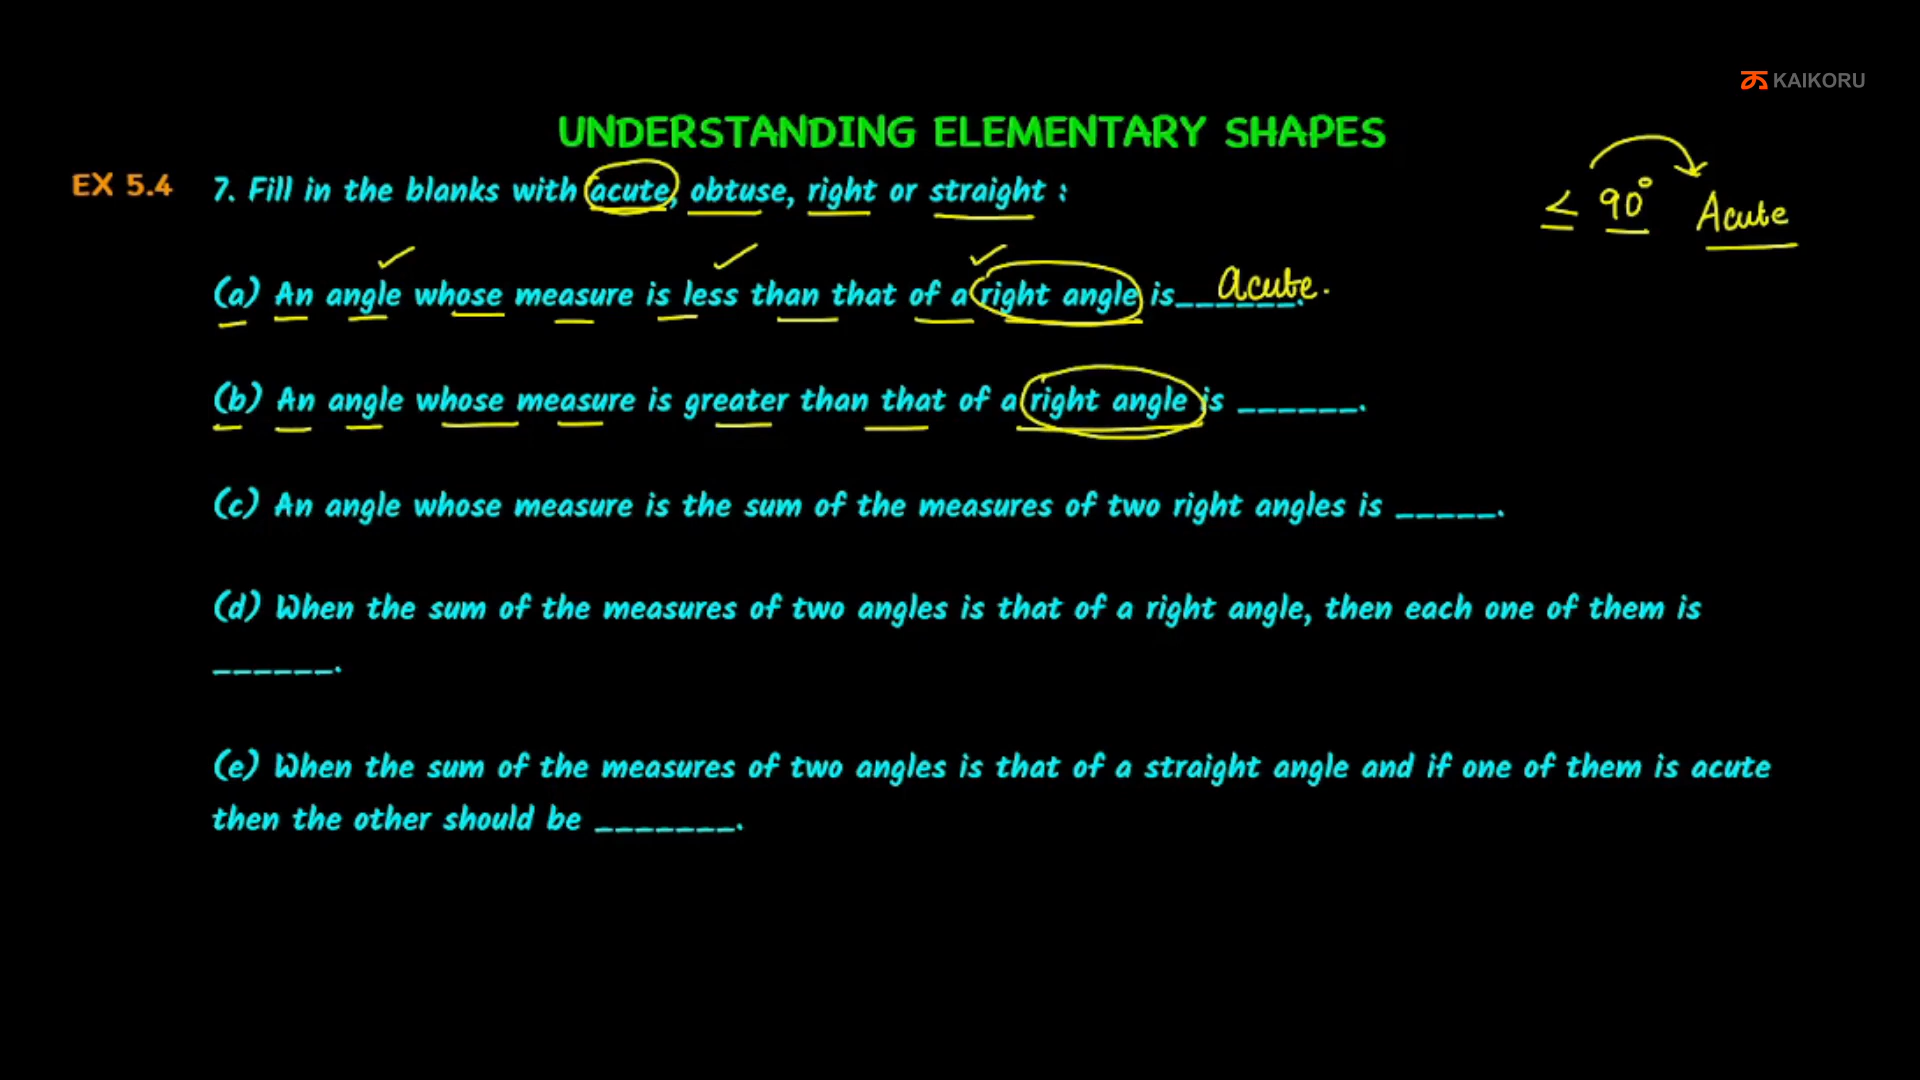 KAIKORU
UNDERSTANDING ELEMENTARY SHAPES
EX 5.4 7. Fill in the blanks with acute, obtuse, right or straight :
< 90° Acute
(a) An angle whose measure is less than that of a right angle is______. Acute.
(b) An angle whose measure is greater than that of a right angle is ______.
(c) An angle whose measure is the sum of the measures of two right angles is _____.
(d) When the sum of the measures of two angles is that of a right angle, then each one of them is
______.
(e) When the sum of the measures of two angles is that of a straight angle and if one of them is acute
then the other should be _______.